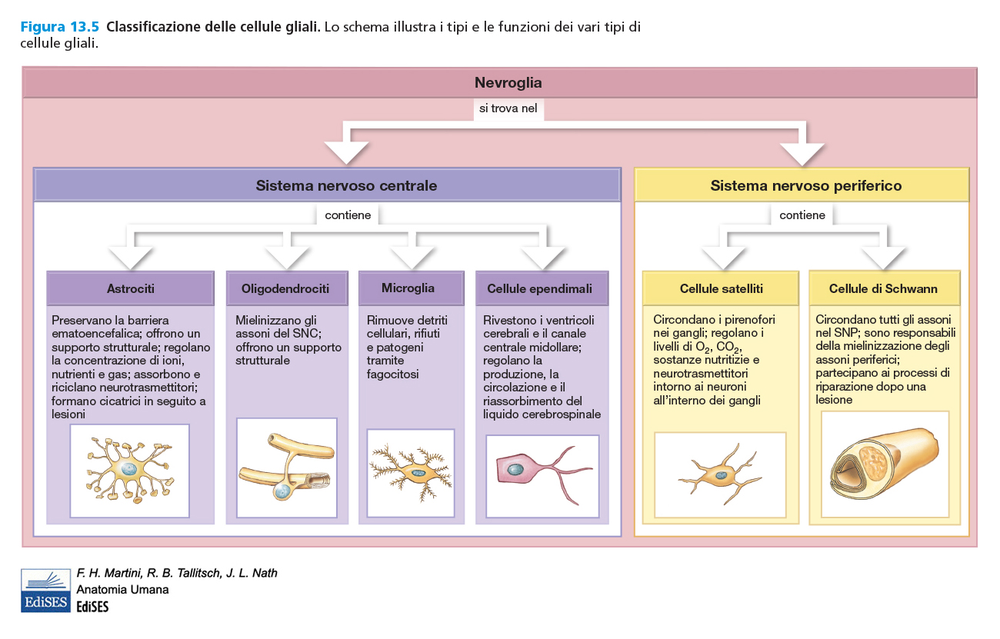 Figura 13.5 Classificazione delle cellule gliali. Lo schema illustra i tipi e le funzioni dei vari tipi di
cellule gliali.
Nevroglia
si trova nel
Sistema nervoso centrale
contiene
Astrociti
Preservano la barriera
ematoencefalica; offrono un
supporto strutturale; regolano
la concentrazione di ioni,
nutrienti e gas; assorbono e
riciclano neurotrasmettitori;
formano cicatrici in seguito a
lesioni
Oligodendrociti
Mielinizzano gli
assoni del SNC;
offrono un supporto
strutturale
Microglia
Rimuove detriti
cellulari, rifiuti
e patogeni
tramite
fagocitosi
Cellule ependimali
Rivestono i ventricoli
cerebrali e il canale
centrale midollare;
regolano la
produzione, la
circolazione e il
riassorbimento del
liquido cerebrospinale
Sistema nervoso periferico
contiene
Cellule satelliti
Circondano i pirenofori
nei gangli; regolano i
livelli di O₂, CO₂,
sostanze nutritizie e
neurotrasmettitori
intorno ai neuroni
all'interno dei gangli
Cellule di Schwann
Circondano tutti gli assoni
nel SNP; sono responsabili
della mielinizzazione degli
assoni periferici;
partecipano ai processi di
riparazione dopo una
lesione
EdiSES
F. H. Martini, R. B. Tallitsch, J. L. Nath
Anatomia Umana
EdiSES